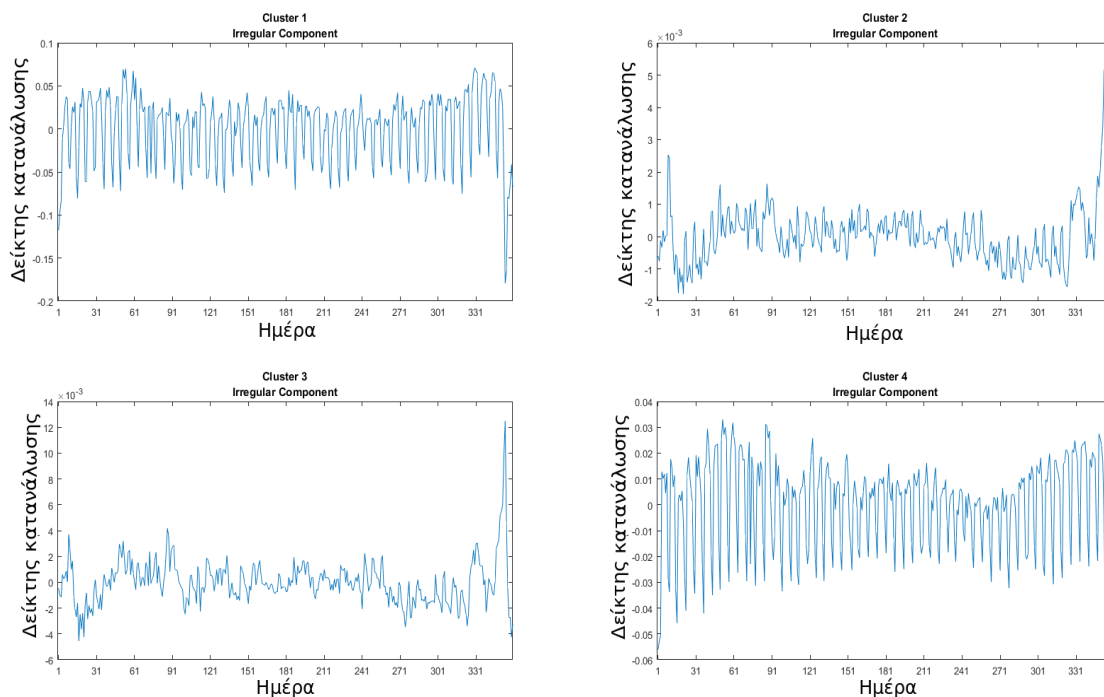 Cluster 1
Irregular Component
Δείκτης κατανάλωσης
0.1
0.05
0
-0.05
-0.1
-0.15
-0.2
1 31 61 91 121 151 181 211 241 271 301 331
Ημέρα
Cluster 2
Irregular Component
×10-3
Δείκτης κατανάλωσης
6
5
4
3
2
1
0
-1
-2
1 31 61 91 121 151 181 211 241 271 301 331
Ημέρα
Cluster 3
Irregular Component
×10-3
Δείκτης κατανάλωσης
14
12
10
8
6
4
2
0
-2
-4
-6
1 31 61 91 121 151 181 211 241 271 301 331
Ημέρα
Cluster 4
Irregular Component
Δείκτης κατανάλωσης
0.04
0.03
0.02
0.01
0
-0.01
-0.02
-0.03
-0.04
-0.05
-0.06
1 31 61 91 121 151 181 211 241 271 301 331
Ημέρα